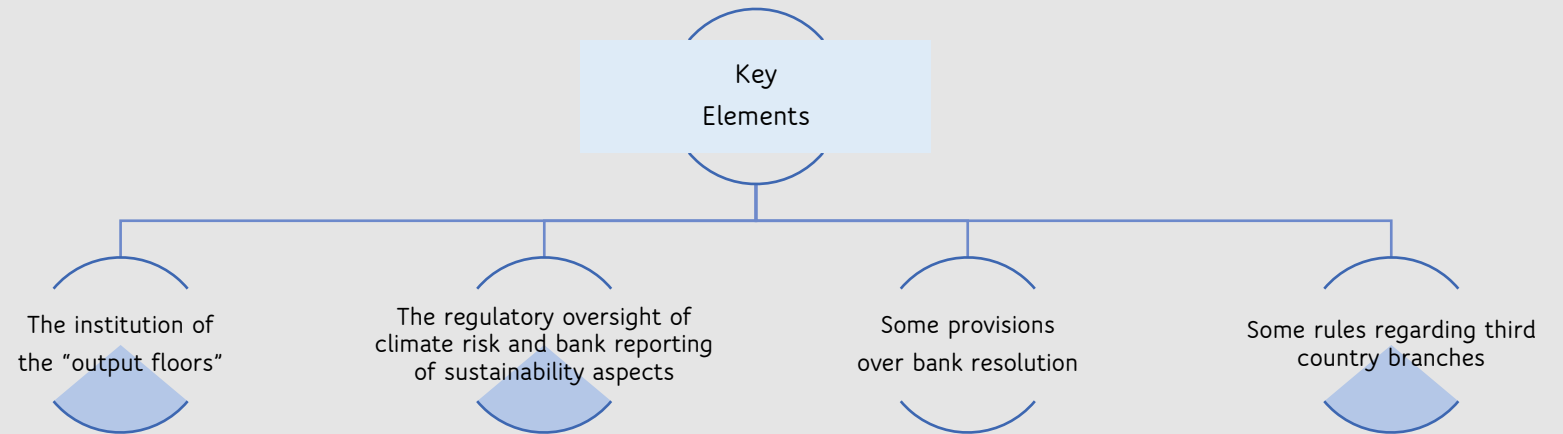 Key
Elements
The institution of
the “output floors”
The regulatory oversight of
climate risk and bank reporting
of sustainability aspects
Some provisions
over bank resolution
Some rules regarding third
country branches